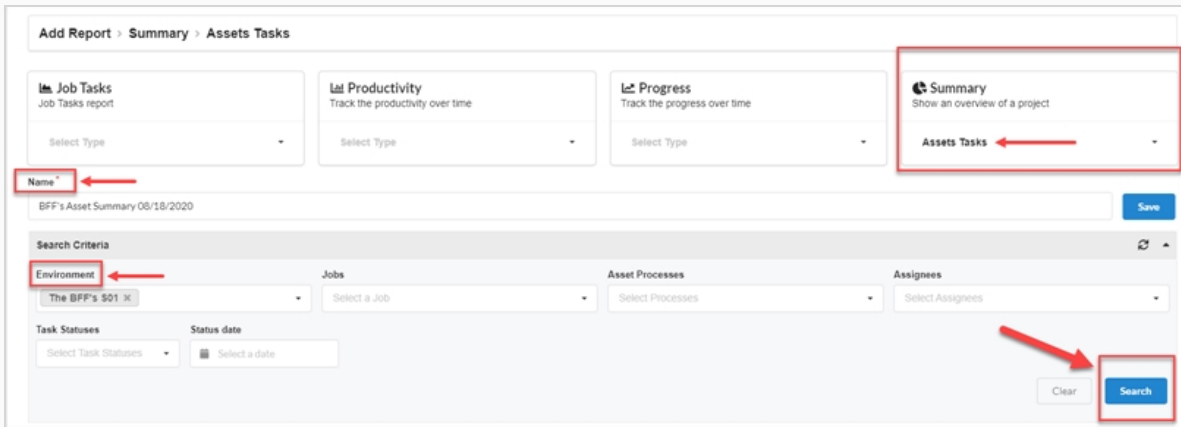 Add Report > Summary > Assets Tasks
Job Tasks
Job Tasks report
Select Type
Productivity
Track the productivity over time
Select Type
Progress
Track the progress over time
Select Type
Summary
Show an overview of a project
Assets Tasks
Name*
BFF's Asset Summary 08/18/2020
Save
Search Criteria
Environment
The BFF's S01 ×
Jobs
Select a Job
Asset Processes
Select Processes
Assignees
Select Assignees
Task Statuses
Select Task Statuses
Status date
Select a date
Clear
Search